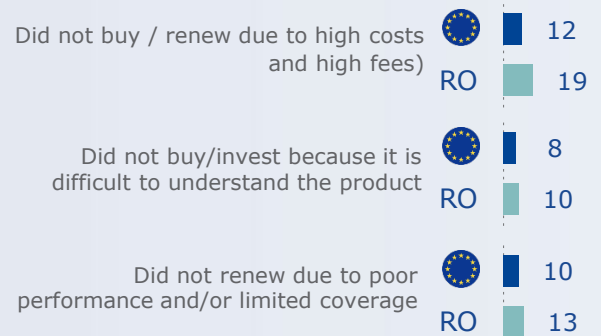 Did not buy / renew due to high costs
and high fees)
12
RO 19
Did not buy/invest because it is
difficult to understand the product
8
RO 10
Did not renew due to poor
performance and/or limited coverage
10
RO 13